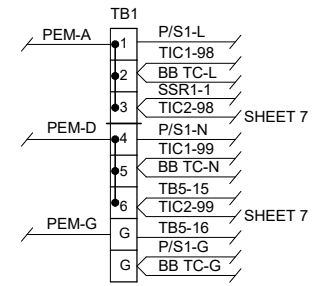 TB1
PEM-A
1
P/S1-L
TIC1-98
2
BB TC-L
SSR1-1
3
TIC2-98
SHEET 7
PEM-D
4
P/S1-N
TIC1-99
5
BB TC-N
TB5-15
6
TIC2-99
SHEET 7
PEM-G
G
TB5-16
P/S1-G
G
BB TC-G